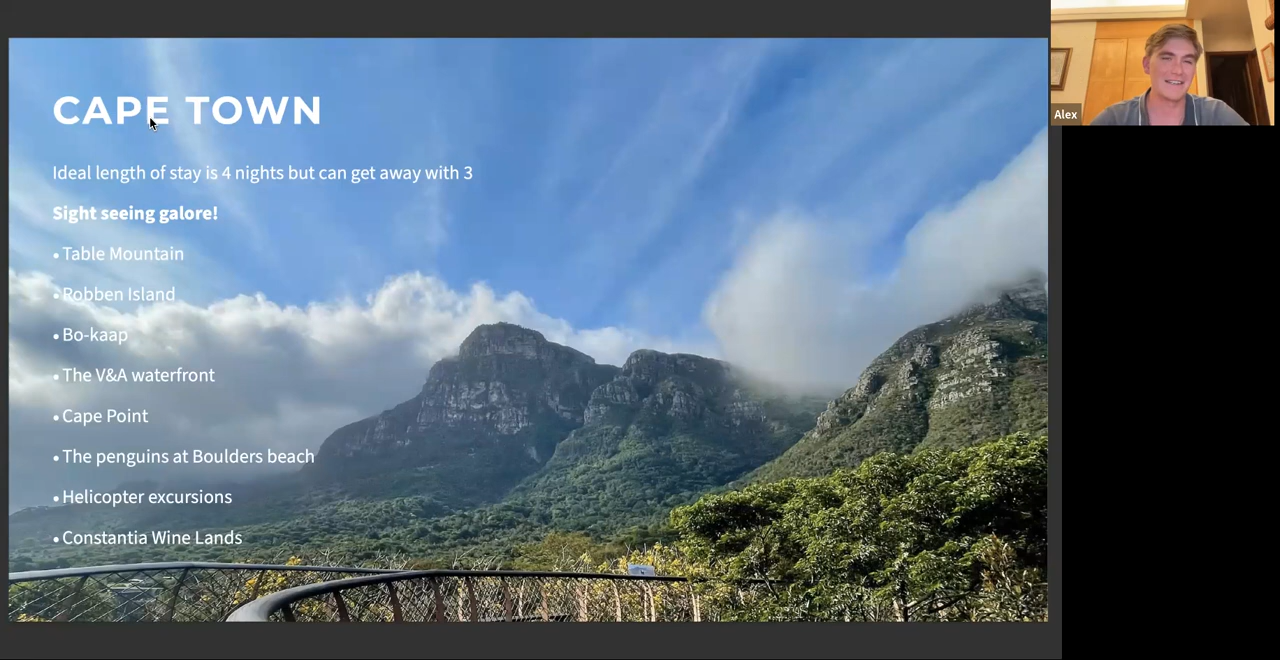 CAPE TOWN
Ideal length of stay is 4 nights but can get away with 3
Sight seeing galore!
• Table Mountain
• Robben Island
• Bo-kaap
• The V&A waterfront
• Cape Point
• The penguins at Boulders beach
• Helicopter excursions
• Constantia Wine Lands
Alex